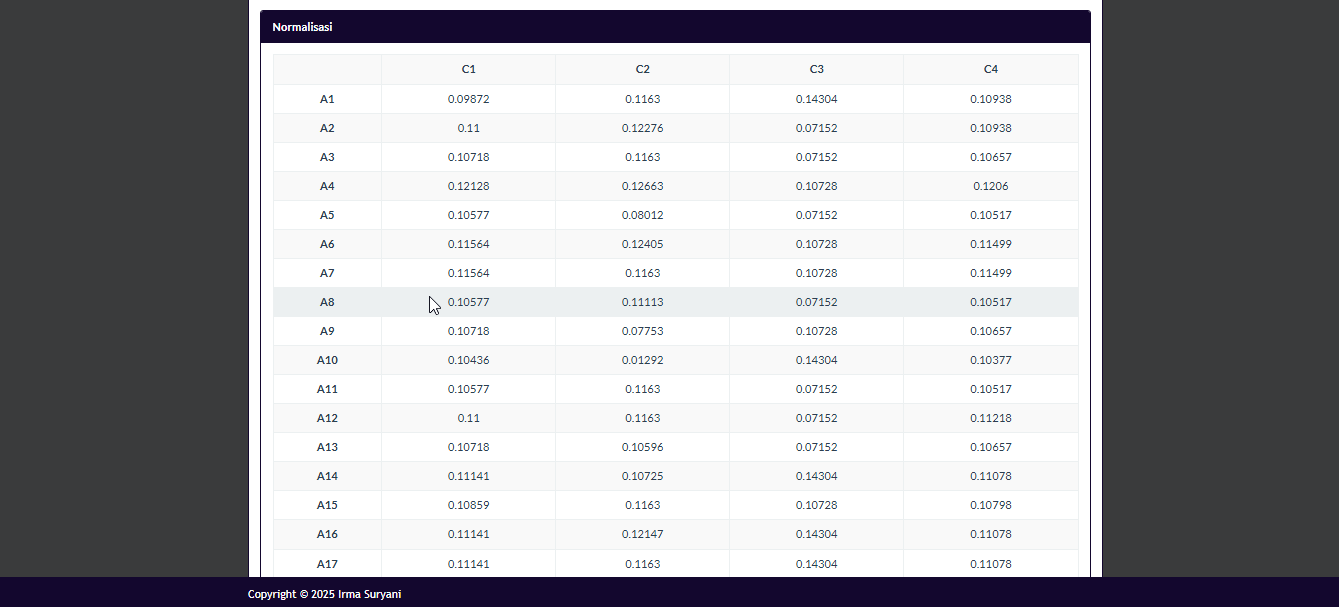 Normalisasi
C1 C2 C3 C4
A1 0.09872 0.1163 0.14304 0.10938
A2 0.11 0.12276 0.07152 0.10938
A3 0.10718 0.1163 0.07152 0.10657
A4 0.12128 0.12663 0.10728 0.1206
A5 0.10577 0.08012 0.07152 0.10517
A6 0.11564 0.12405 0.10728 0.11499
A7 0.11564 0.1163 0.10728 0.11499
A8 0.10577 0.11113 0.07152 0.10517
A9 0.10718 0.07753 0.10728 0.10657
A10 0.10436 0.01292 0.14304 0.10377
A11 0.10577 0.1163 0.07152 0.10517
A12 0.11 0.1163 0.07152 0.11218
A13 0.10718 0.10596 0.07152 0.10657
A14 0.11141 0.10725 0.14304 0.11078
A15 0.10859 0.1163 0.10728 0.10798
A16 0.11141 0.12147 0.14304 0.11078
A17 0.11141 0.1163 0.14304 0.11078
Copyright © 2025 Irma Suryani